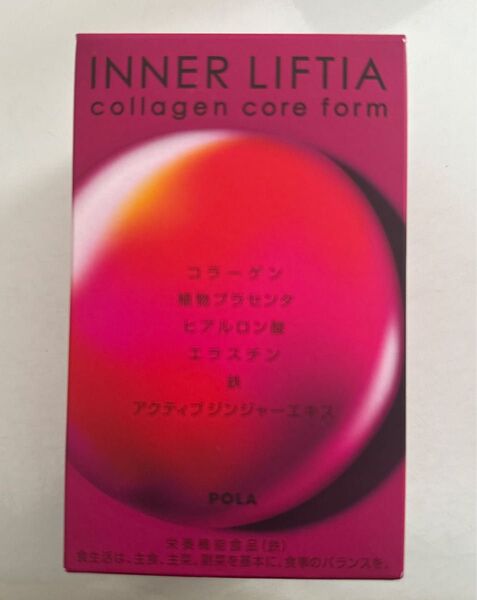 INNER LIFTIA
collagen core form
コラーゲン
植物プラセンタ
ヒアルロン酸
エラスチン
鉄
アクティブジンジャーエキス
POLA
栄養機能食品(鉄)
食生活は、主食、主菜、副菜を基本に、食事のバランスを。